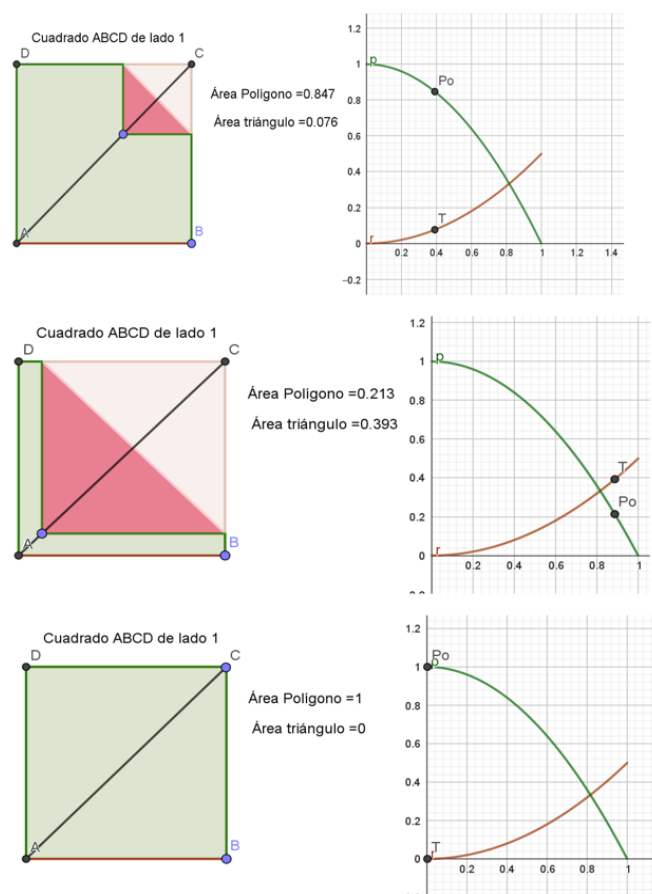 Cuadrado ABCD de lado 1
D
C
A
B
Área Polígono =0.847
Área triángulo =0.076
1.2
1
0.8
0.6
0.4
0.2
0
-0.2
0.2
0.4
0.6
0.8
1
1.2
1.4
p
Po
T
r
Cuadrado ABCD de lado 1
D
C
A
B
Área Polígono =0.213
Área triángulo =0.393
1.2
1
0.8
0.6
0.4
0.2
0
0.2
0.4
0.6
0.8
1
p
T
Po
r
Cuadrado ABCD de lado 1
D
C
A
B
Área Polígono =1
Área triángulo =0
1.2
1
0.8
0.6
0.4
0.2
0
0.2
0.4
0.6
0.8
1
Po
p
T